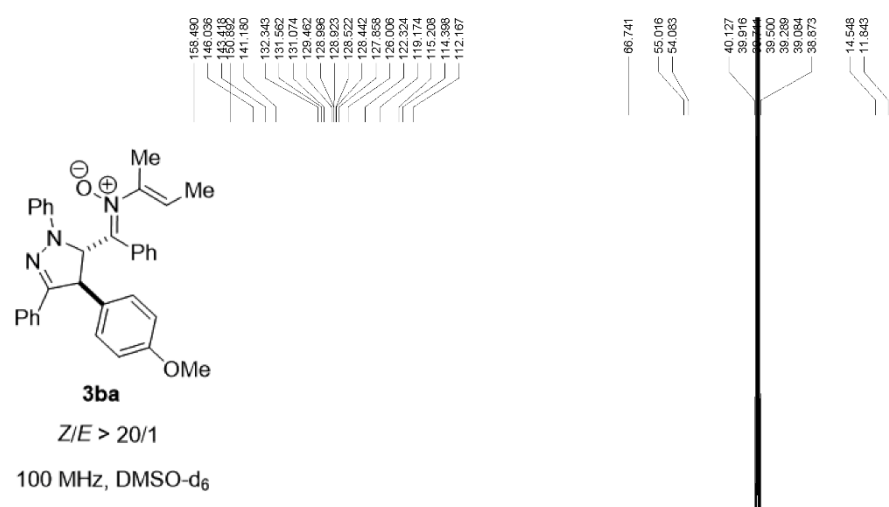 158.490
146.036
143.418
150.892
141.180
132.343
131.562
131.074
129.462
128.996
128.923
128.522
128.442
127.858
126.006
122.324
119.174
115.208
114.398
112.167
66.741
55.016
54.083
40.127
39.916
39.500
39.289
39.084
38.873
14.548
11.843
Me
⊖
O
⊕
N
Me
Ph
N
Ph
N
Ph
OMe
3ba
Z/E > 20/1
100 MHz, DMSO-d₆